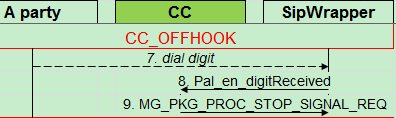 A party CC SipWrapper
CC_OFFHOOK
7. dial digit
8. Pal_en_digitReceived
9. MG_PKG_PROC_STOP_SIGNAL_REQ